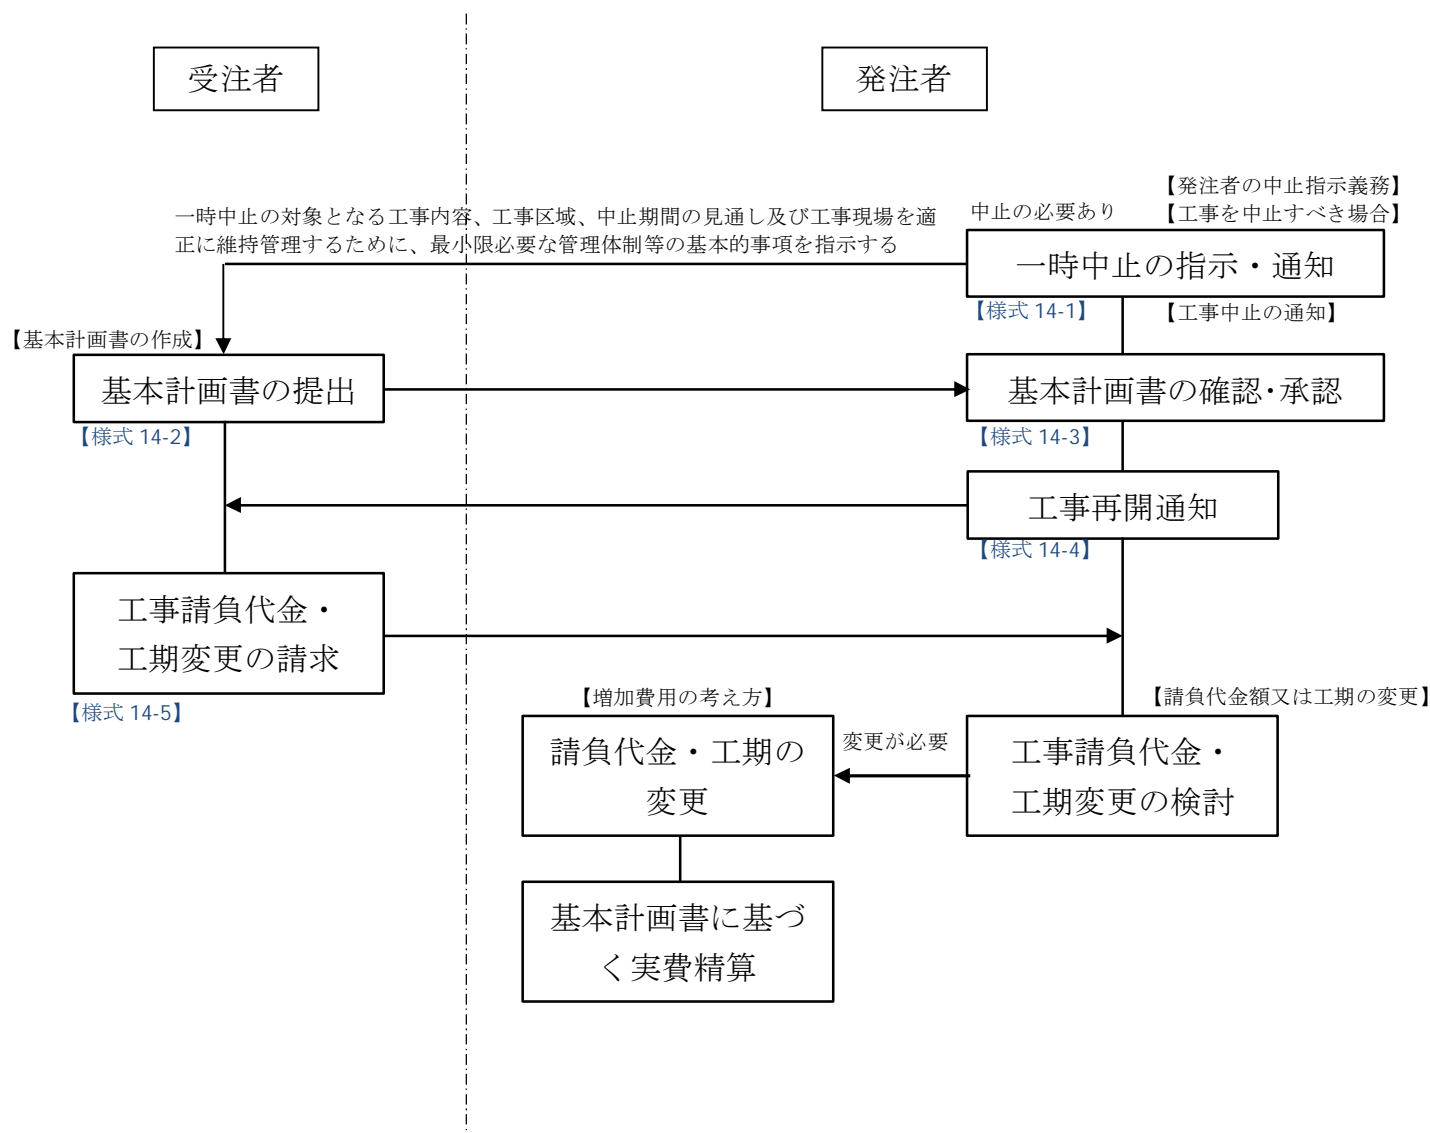 受注者
発注者
【発注者の中止指示義務】
中止の必要あり
【工事を中止すべき場合】
一時中止の対象となる工事内容、工事区域、中止期間の見通し及び工事現場を適
正に維持管理するために、最小限必要な管理体制等の基本的事項を指示する
一時中止の指示・通知
【様式 14-1】
【工事中止の通知】
【基本計画書の作成】
基本計画書の提出
基本計画書の確認・承認
【様式 14-2】
【様式 14-3】
工事再開通知
【様式 14-4】
工事請負代金・
工期変更の請求
【様式 14-5】
【増加費用の考え方】
【請負代金額又は工期の変更】
請負代金・工期の
変更
変更が必要
工事請負代金・
工期変更の検討
基本計画書に基づ
く実費精算